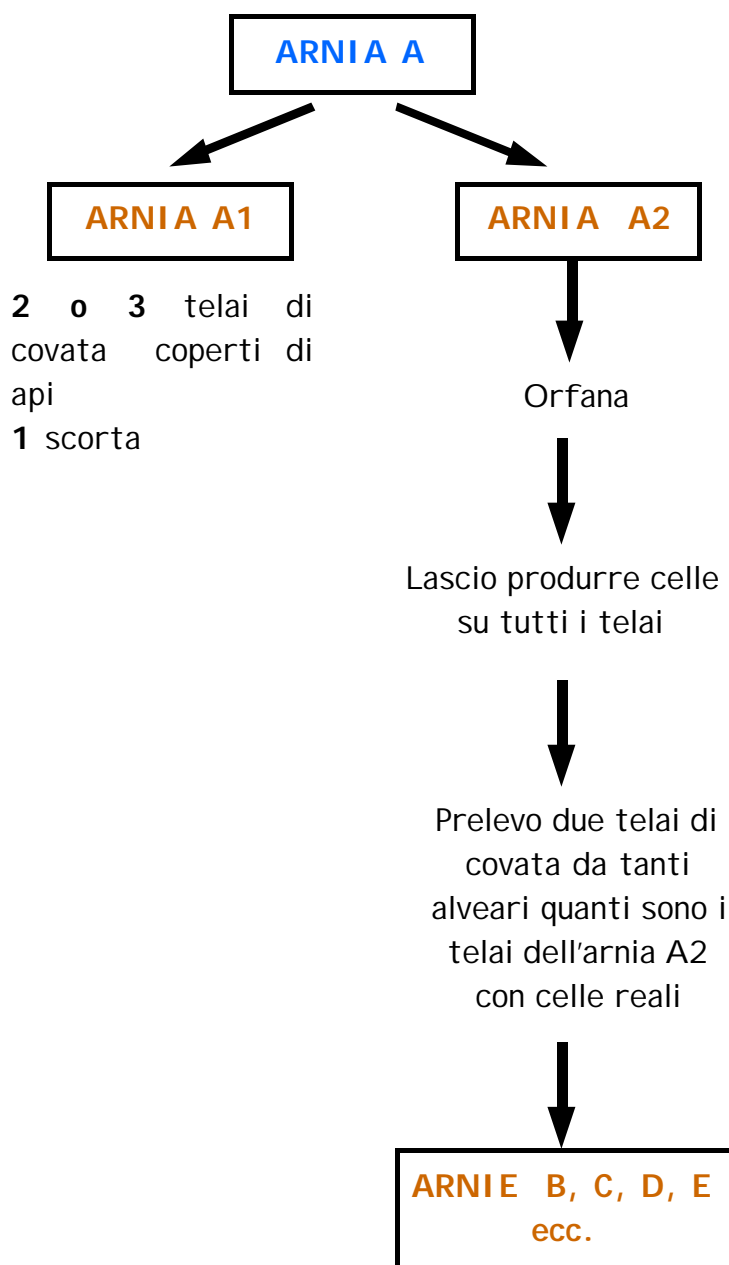 ARNIA A
ARNIA A1
ARNIA A2
2 o 3 telai di
covata coperti di
api
1 scorta
Orfana
Lascio produrre celle
su tutti i telai
Prelevo due telai di
covata da tanti
alveari quanti sono i
telai dell'arnia A2
con celle reali
ARNIE B, C, D, E
ecc.